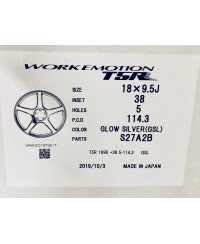 WORK EMOTION
T5R
SIZE 18×9.5J
INSET 38
HOLES 5
P.C.D 114.3
COLOR GLOW SILVER(GSL)
PARTS S27A2B
T5R 1895 +38 5-114.3 GSL
2019/10/3 MADE IN JAPAN